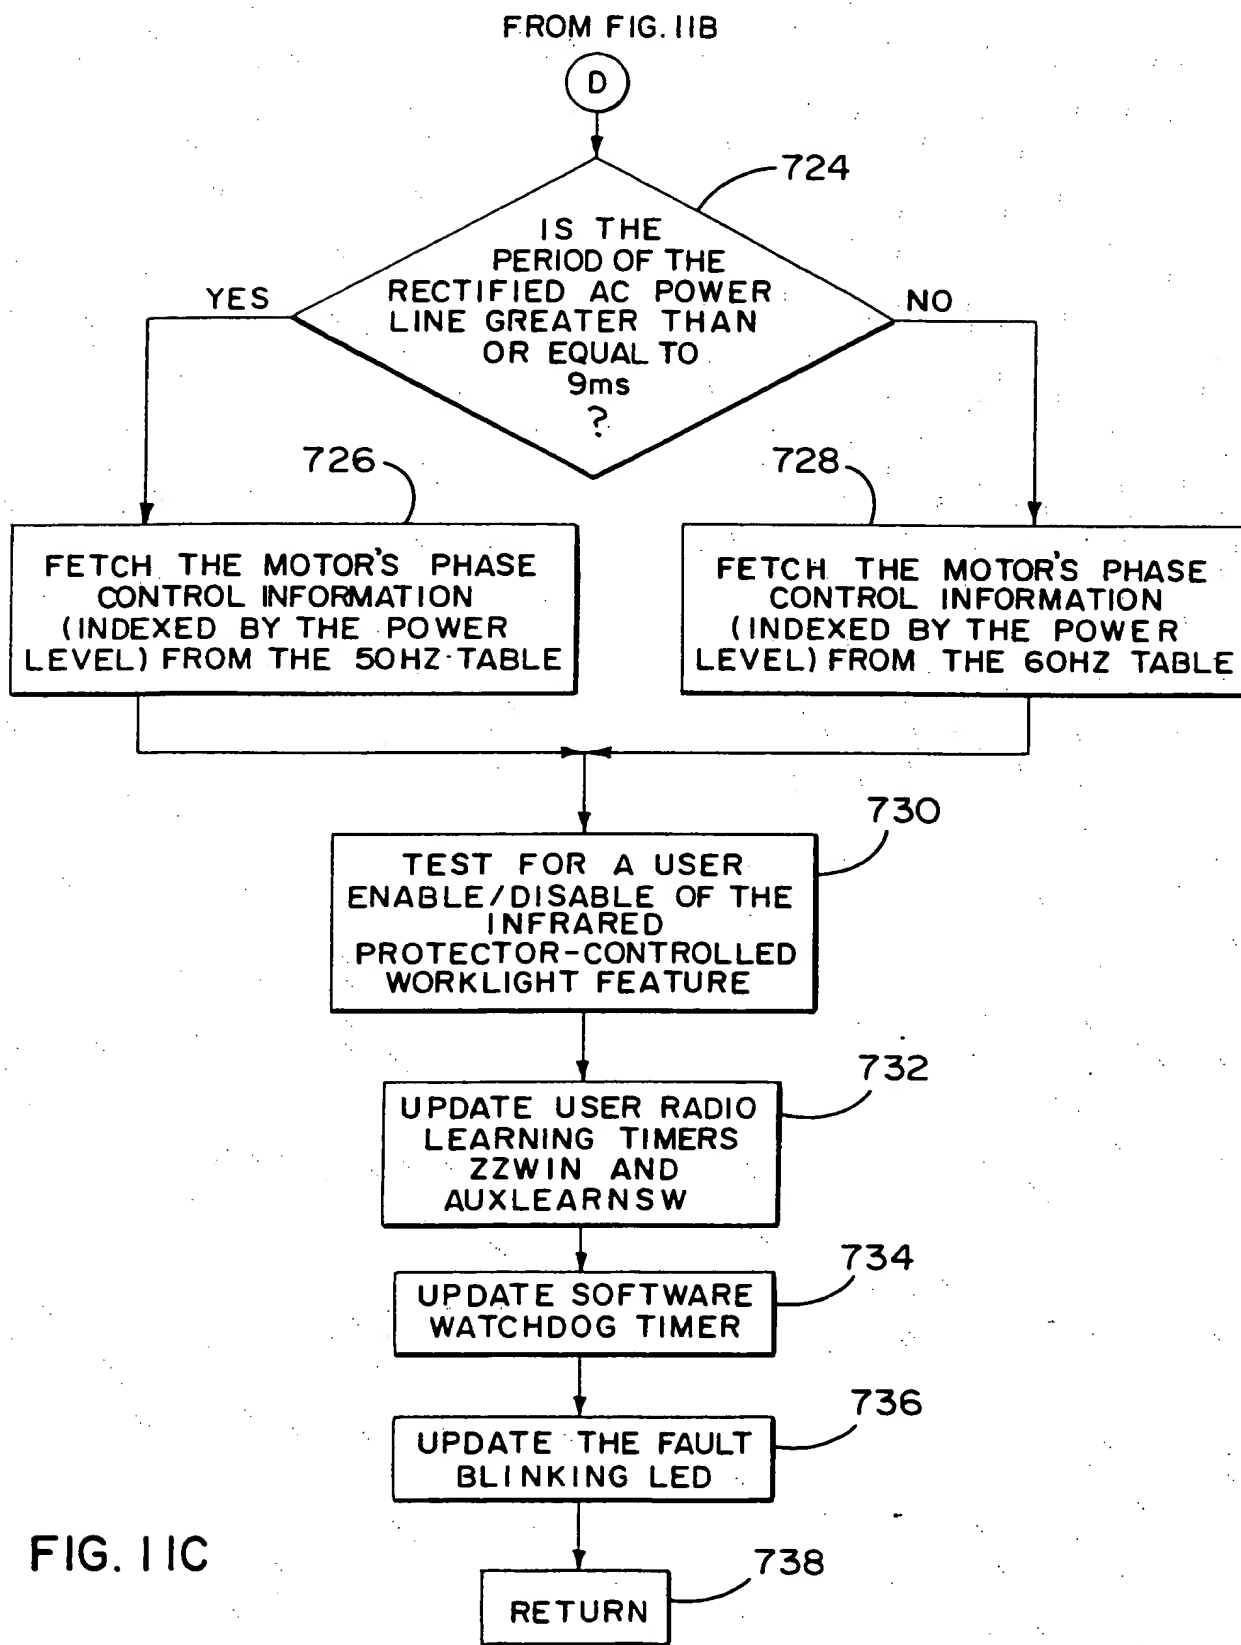 FROM FIG. 11B
D
724
IS THE
PERIOD OF THE
RECTIFIED AC POWER
LINE GREATER THAN
OR EQUAL TO
9ms
?
YES
NO
726
728
FETCH THE MOTOR'S PHASE
CONTROL INFORMATION
(INDEXED BY THE POWER
LEVEL) FROM THE 50HZ TABLE
FETCH THE MOTOR'S PHASE
CONTROL INFORMATION
(INDEXED BY THE POWER
LEVEL) FROM THE 60HZ TABLE
730
TEST FOR A USER
ENABLE/DISABLE OF THE
INFRARED
PROTECTOR-CONTROLLED
WORKLIGHT FEATURE
732
UPDATE USER RADIO
LEARNING TIMERS
ZZWIN AND
AUXLEARNSW
734
UPDATE SOFTWARE
WATCHDOG TIMER
736
UPDATE THE FAULT
BLINKING LED
FIG. 11C
738
RETURN